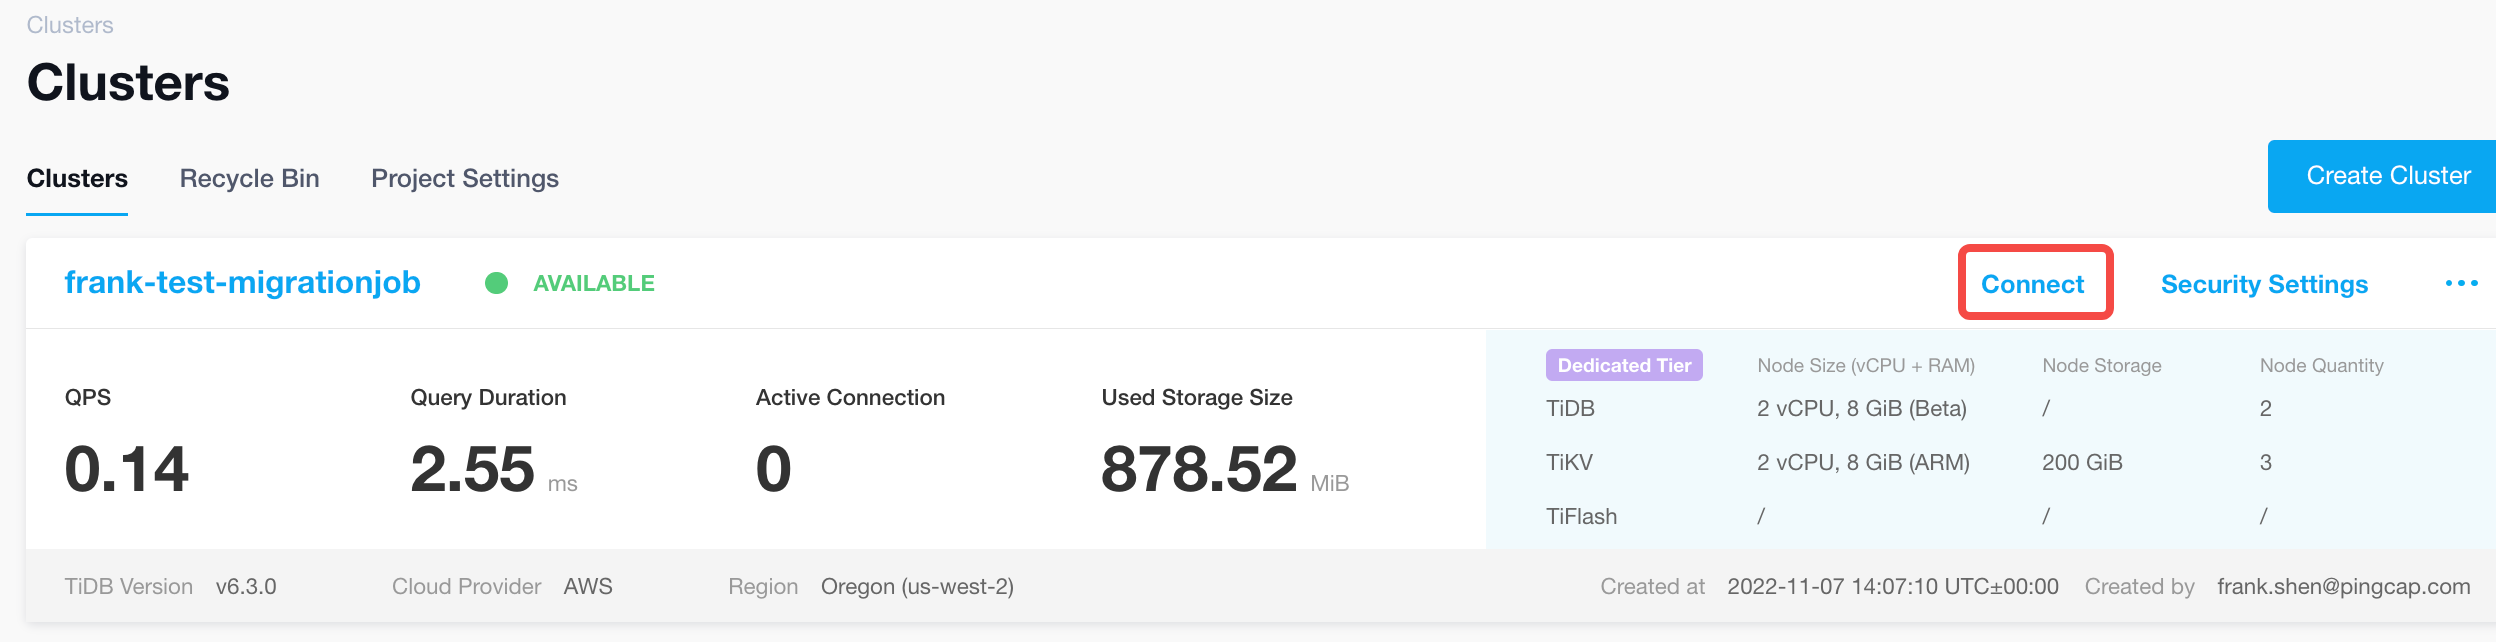 Clusters
Clusters
Clusters Recycle Bin Project Settings
Create Cluster
frank-test-migrationjob AVAILABLE Connect Security Settings ...
QPS Query Duration Active Connection Used Storage Size
0.14 2.55 ms 0 878.52 MiB
Dedicated Tier Node Size (vCPU + RAM) Node Storage Node Quantity
TiDB 2 vCPU, 8 GiB (Beta) / 2
TiKV 2 vCPU, 8 GiB (ARM) 200 GiB 3
TiFlash / / /
TiDB Version v6.3.0 Cloud Provider AWS Region Oregon (us-west-2) Created at 2022-11-07 14:07:10 UTC±00:00 Created by frank.shen@pingcap.com